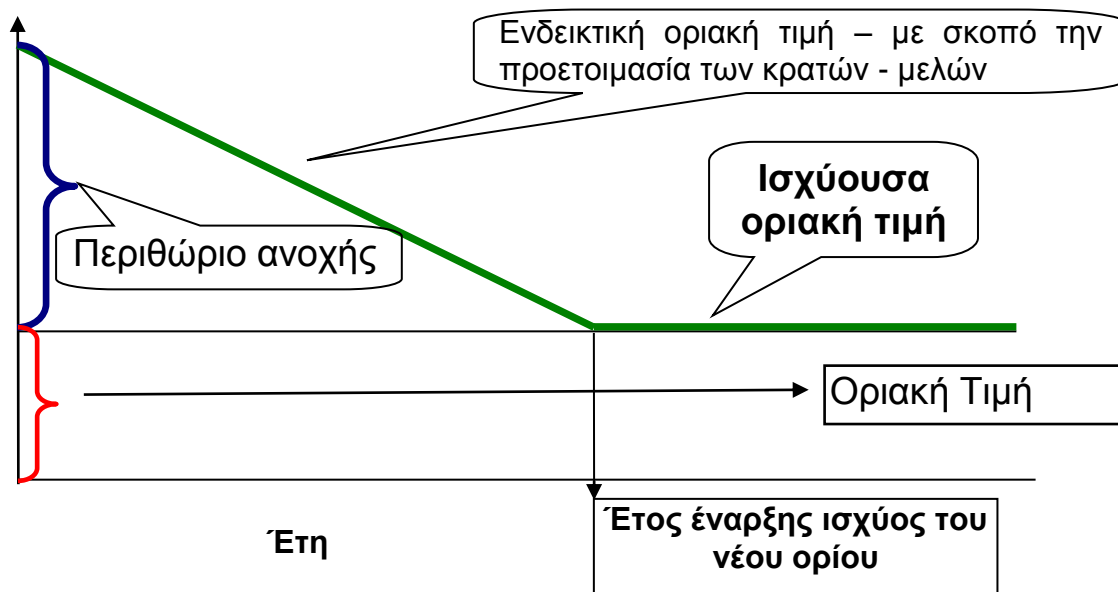 Ενδεικτική οριακή τιμή – με σκοπό την
προετοιμασία των κρατών - μελών
Ισχύουσα
οριακή τιμή
Περιθώριο ανοχής
Οριακή Τιμή
Έτη
Έτος έναρξης ισχύος του
νέου ορίου